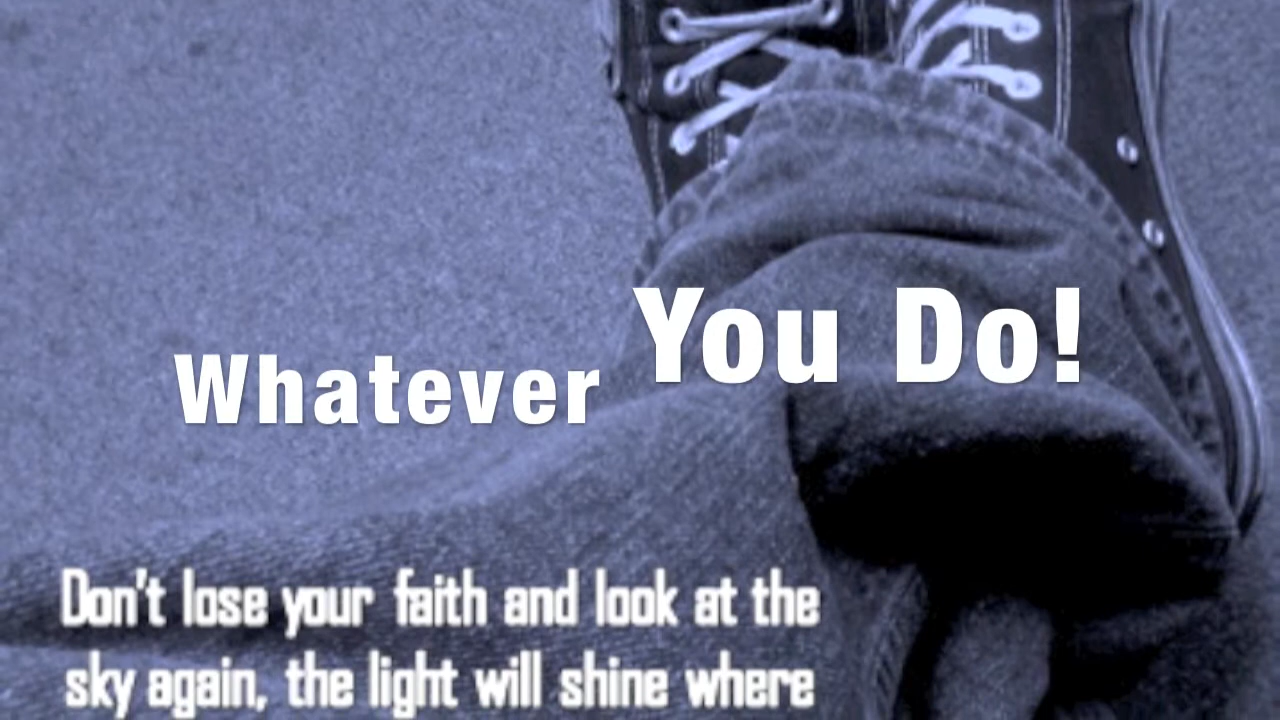 Whatever You Do!
Don't lose your faith and look at the
sky again, the light will shine where